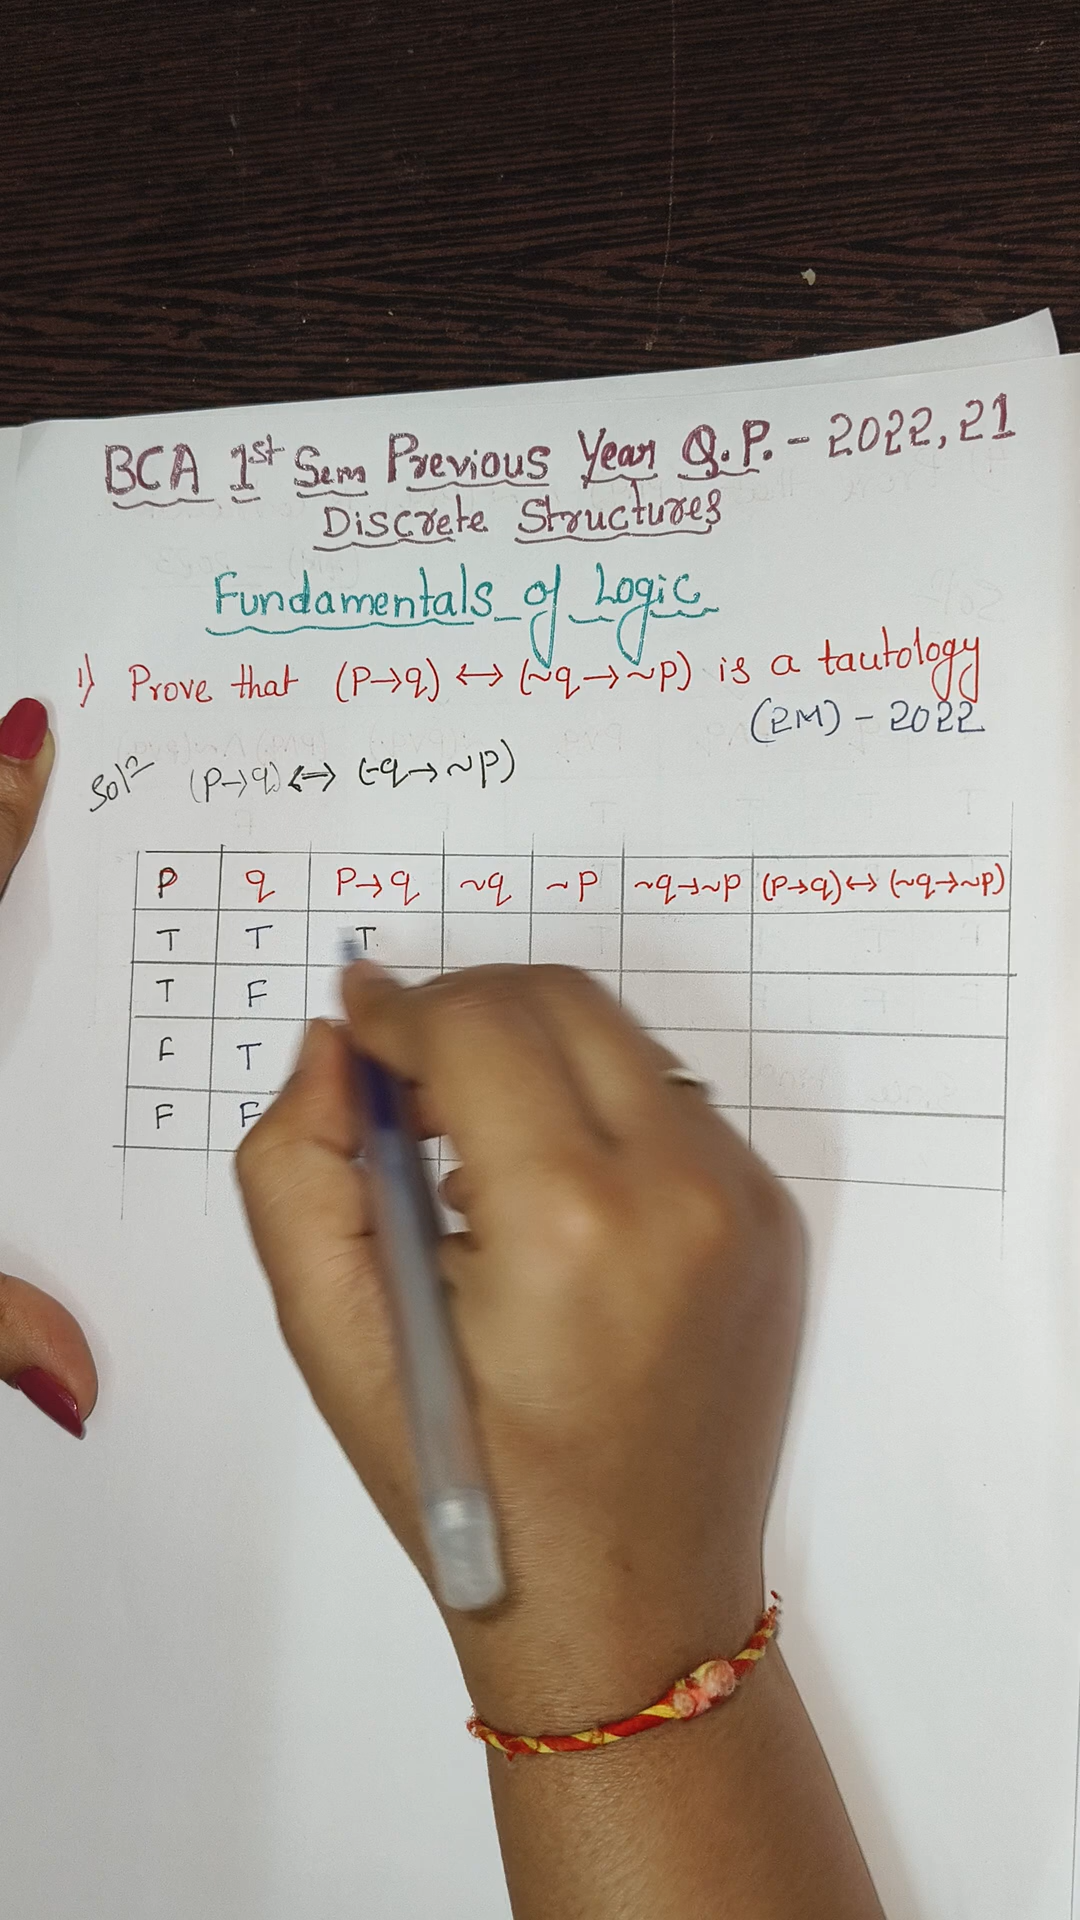 BCA 1st Sem Previous Year Q.P. - 2022, 21
Discrete Structures
Fundamentals of Logic
1) Prove that (P→q) ↔ (~q→~P) is a tautology
(2M) - 2022
Solⁿ (P→q) ↔ (~q→~P)
P q P→q ~q ~P ~q→~P (P→q)↔(~q→~P)
T T T
T F
F T
F F